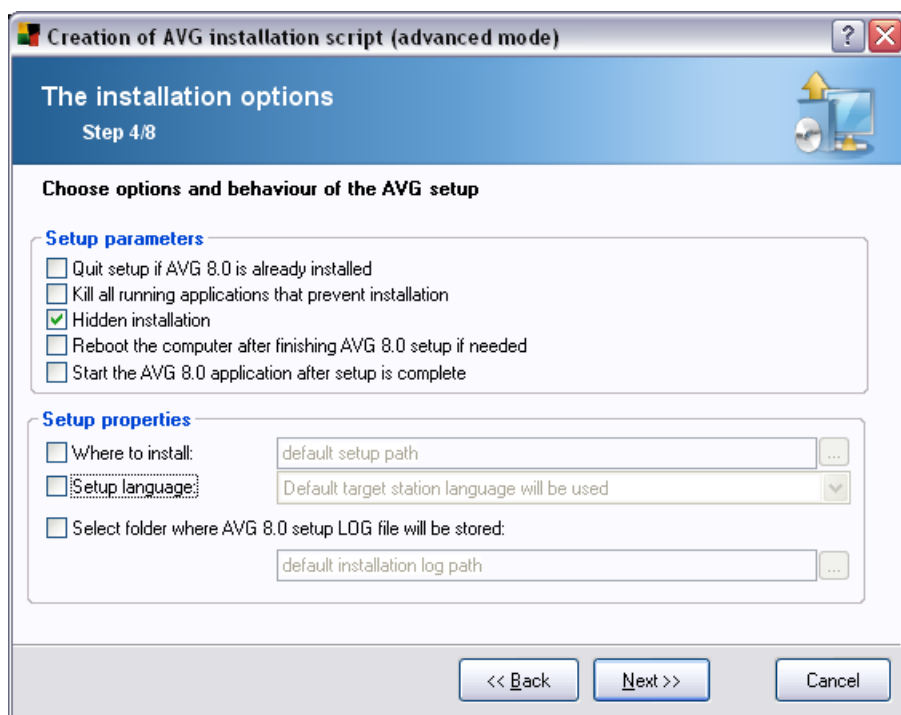 Creation of AVG installation script (advanced mode)
The installation options
Step 4/8
Choose options and behaviour of the AVG setup
Setup parameters
Quit setup if AVG 8.0 is already installed
Kill all running applications that prevent installation
Hidden installation
Reboot the computer after finishing AVG 8.0 setup if needed
Start the AVG 8.0 application after setup is complete
Setup properties
Where to install: default setup path ...
Setup language: Default target station language will be used
Select folder where AVG 8.0 setup LOG file will be stored:
default installation log path ...
<< Back Next >> Cancel